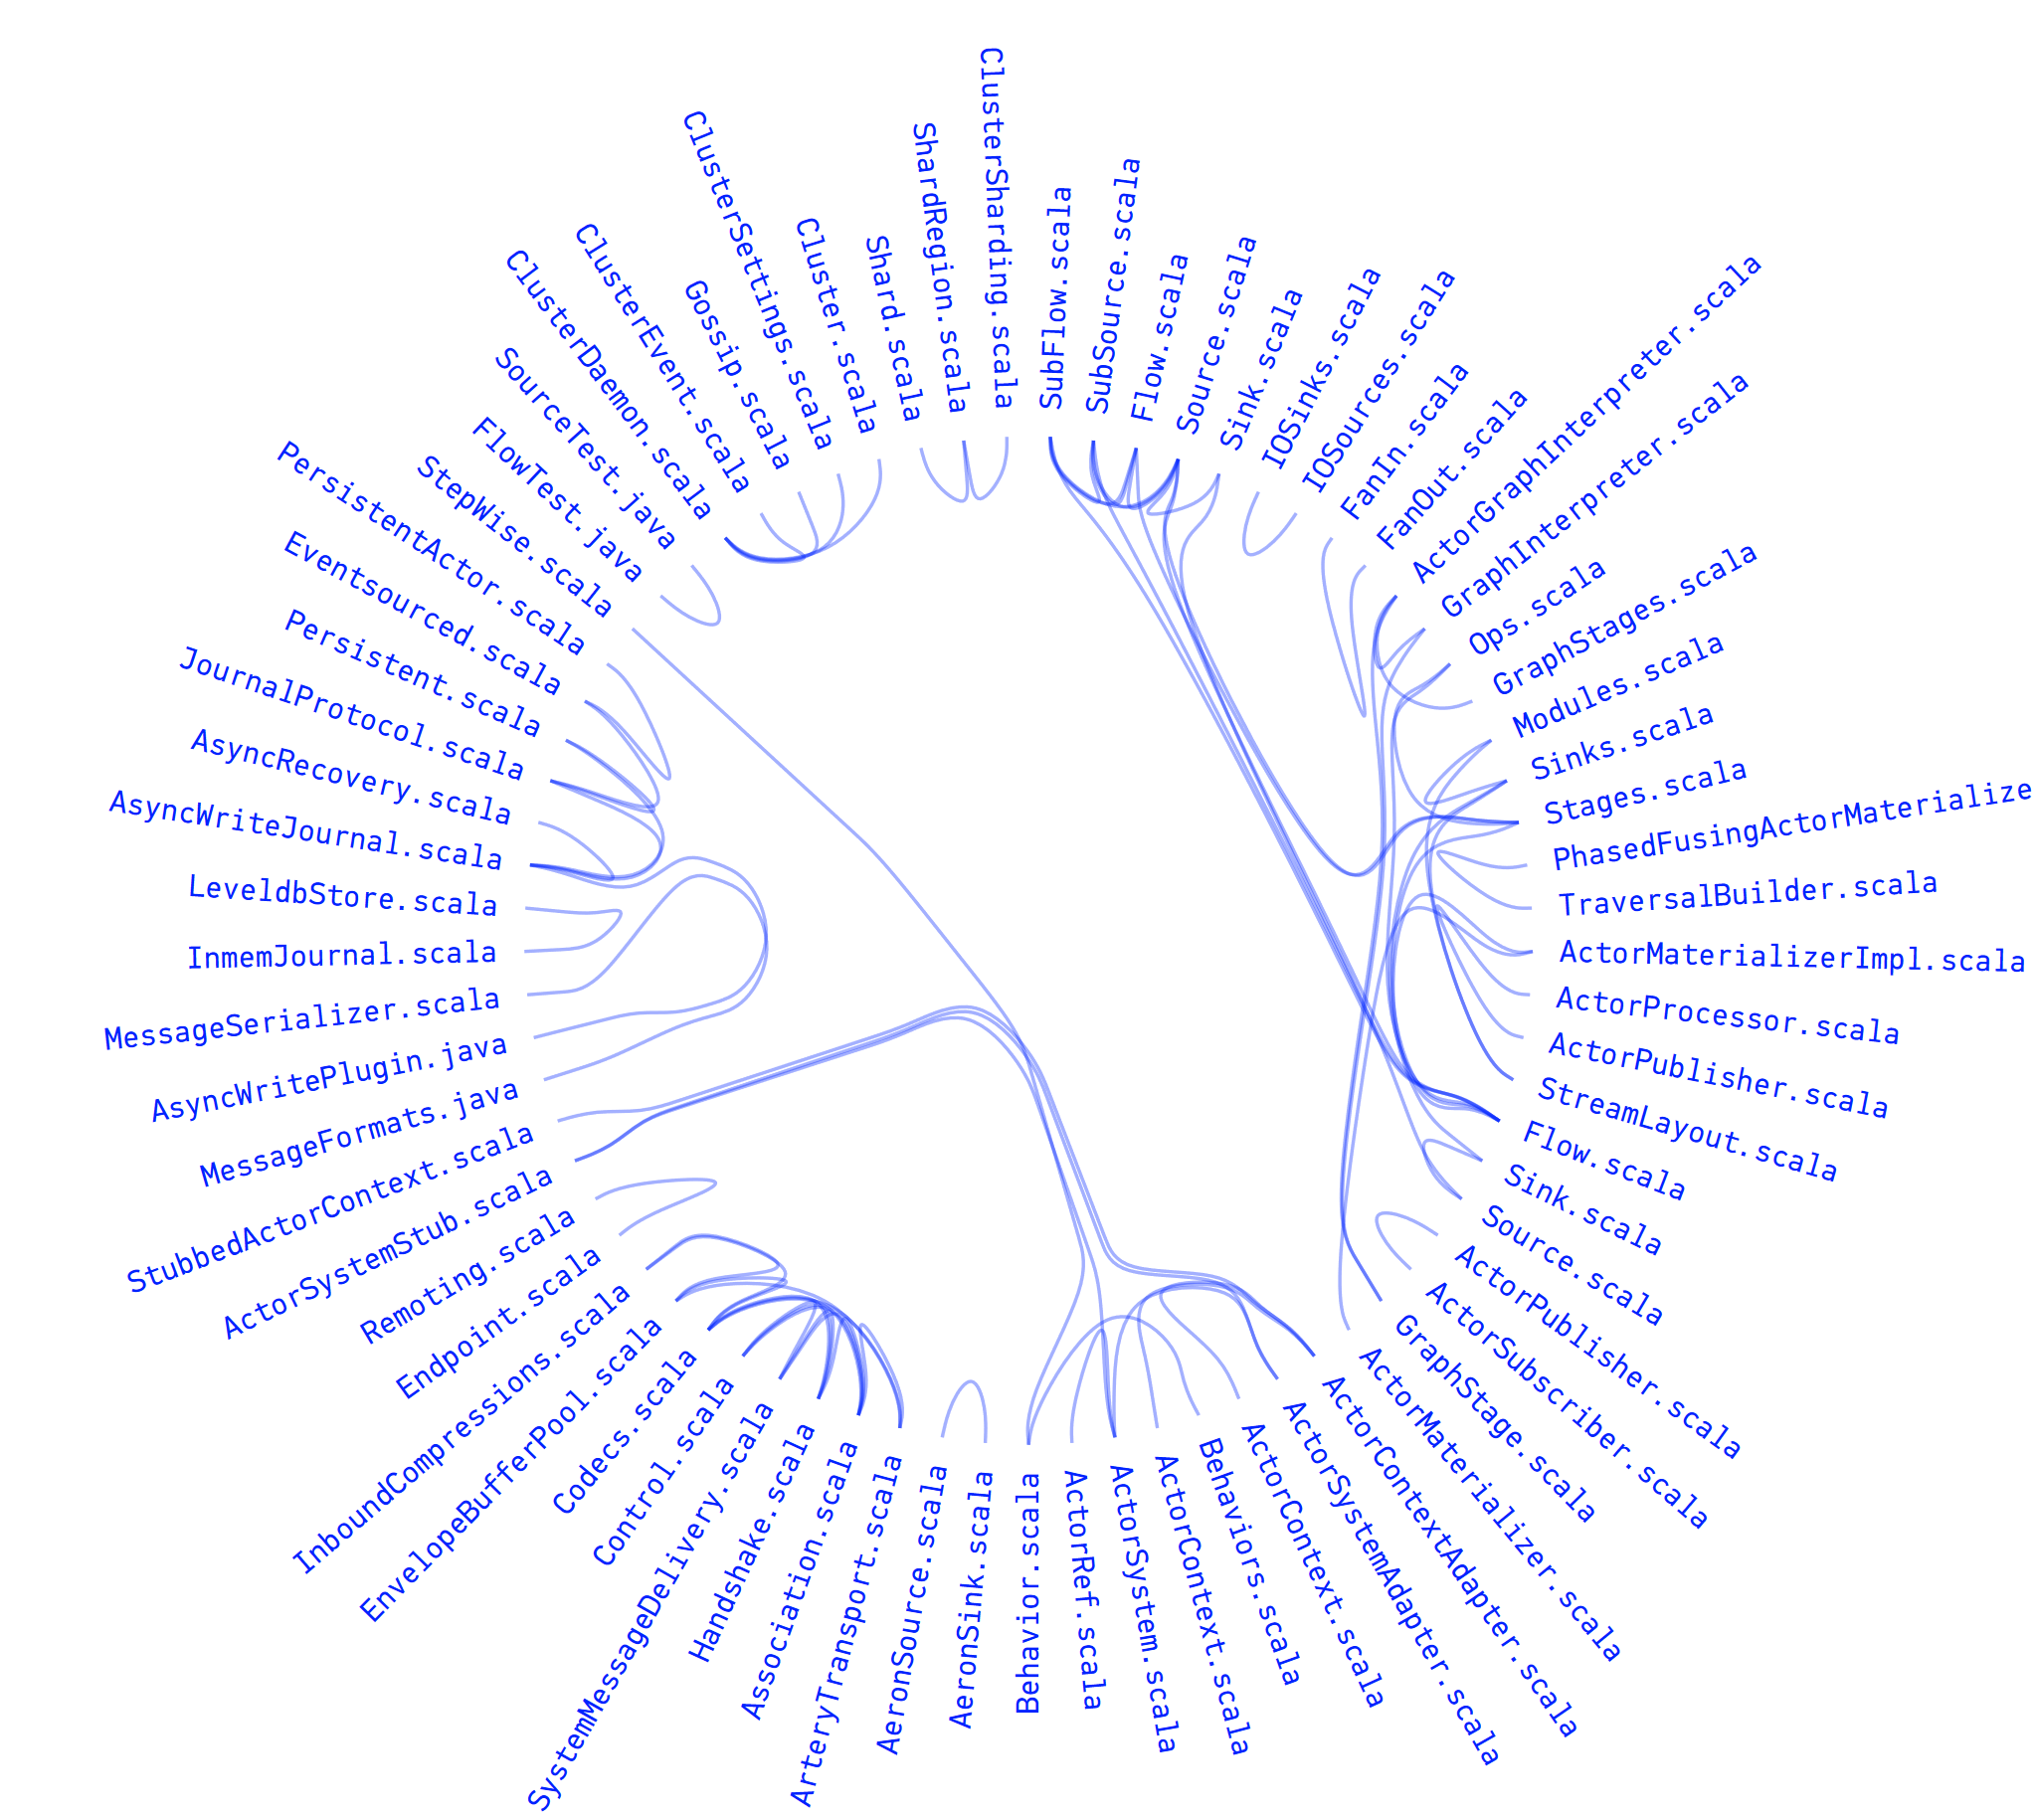 ClusterSharding.scala
SubFlow.scala
SubSource.scala
Flow.scala
Source.scala
Sink.scala
IOSinks.scala
IOSources.scala
FanIn.scala
FanOut.scala
ActorGraphInterpreter.scala
GraphInterpreter.scala
Ops.scala
GraphStages.scala
Modules.scala
Sinks.scala
Stages.scala
PhasedFusingActorMaterialize
TraversalBuilder.scala
ActorMaterializerImpl.scala
ActorProcessor.scala
ActorPublisher.scala
StreamLayout.scala
Flow.scala
Sink.scala
Source.scala
ActorPublisher.scala
ActorSubscriber.scala
GraphStage.scala
ActorMaterializer.scala
ActorContextAdapter.scala
ActorSystemAdapter.scala
ActorContext.scala
Behaviors.scala
ActorContext.scala
ActorSystem.scala
ActorRef.scala
Behavior.scala
AeronSink.scala
AeronSource.scala
ArteryTransport.scala
Association.scala
Handshake.scala
SystemMessageDelivery.scala
Control.scala
Codecs.scala
EnvelopeBufferPool.scala
InboundCompressions.scala
Endpoint.scala
Remoting.scala
ActorSystemStub.scala
StubbedActorContext.scala
MessageFormats.java
AsyncWritePlugin.java
MessageSerializer.scala
InmemJournal.scala
LeveldbStore.scala
AsyncWriteJournal.scala
AsyncRecovery.scala
JournalProtocol.scala
Persistent.scala
Eventsourced.scala
PersistentActor.scala
StepWise.scala
FlowTest.java
SourceTest.java
ClusterDaemon.scala
ClusterEvent.scala
Gossip.scala
ClusterSettings.scala
Cluster.scala
Shard.scala
ShardRegion.scala